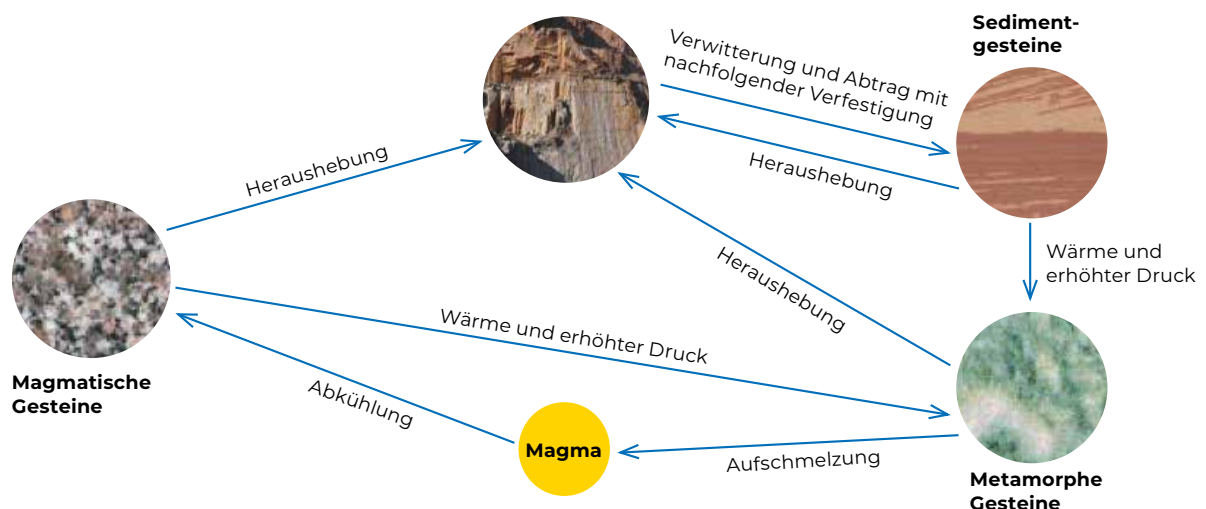 Sediment-
gesteine
Verwitterung und Abtrag mit
nachfolgender Verfestigung
Heraushebung
Heraushebung
Wärme und
erhöhter Druck
Heraushebung
Wärme und erhöhter Druck
Magmatische
Gesteine
Abkühlung
Magma
Aufschmelzung
Metamorphe
Gesteine